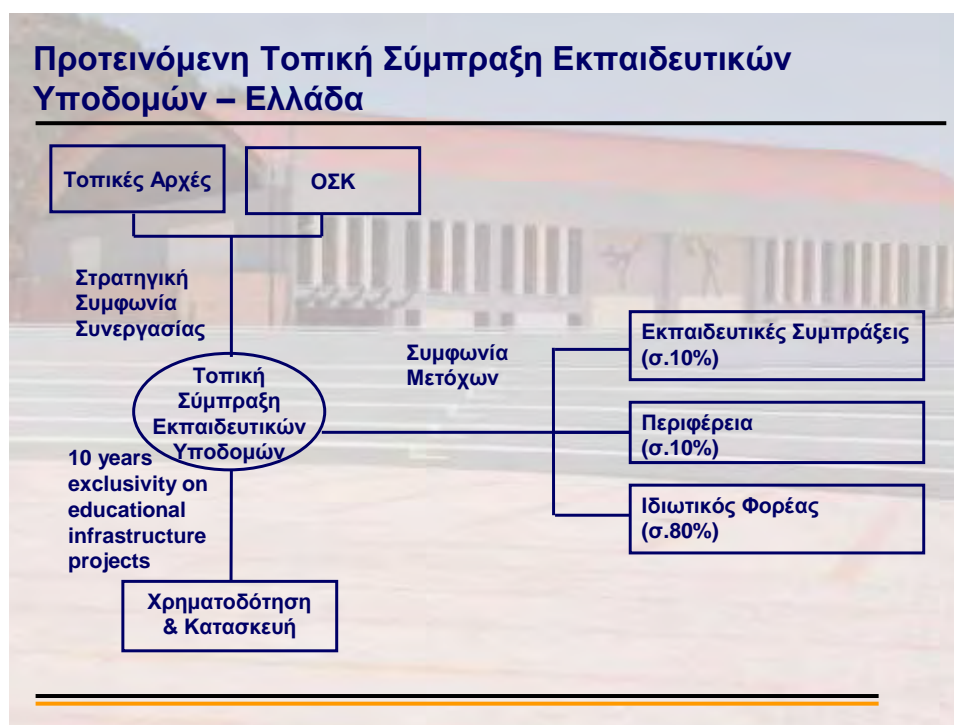 Προτεινόμενη Τοπική Σύμπραξη Εκπαιδευτικών
Υποδομών – Ελλάδα
Τοπικές Αρχές
ΟΣΚ
Στρατηγική
Συμφωνία
Συνεργασίας
Τοπική
Σύμπραξη
Εκπαιδευτικών
Υποδομών
Συμφωνία
Μετόχων
Εκπαιδευτικές Συμπράξεις
(σ.10%)
Περιφέρεια
(σ.10%)
Ιδιωτικός Φορέας
(σ.80%)
10 years
exclusivity on
educational
infrastructure
projects
Χρηματοδότηση
& Κατασκευή